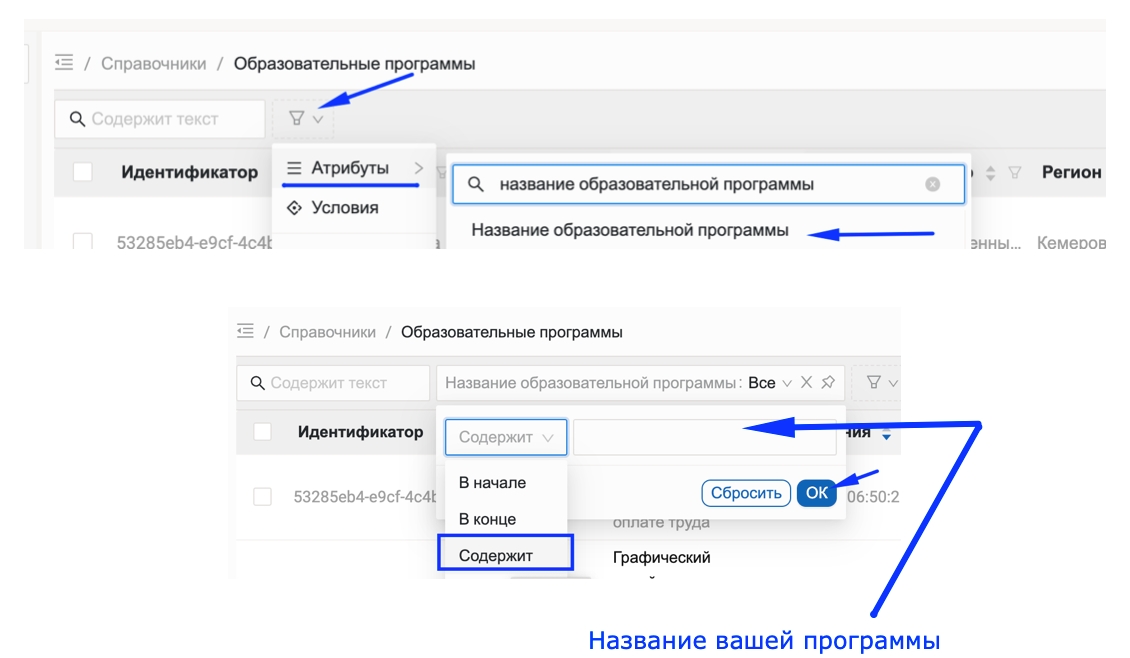 / Справочники / Образовательные программы
Содержит текст
Идентификатор
Атрибуты
название образовательной программы
Регион
Условия
Название образовательной программы
53285eb4-e9cf-4c4b
енны... Кемеров
/ Справочники / Образовательные программы
Содержит текст
Название образовательной программы: Все
Идентификатор
Содержит
ния
В начале
53285eb4-e9cf-4c4b
Сбросить
ОК
06:50:2
В конце
оплате труда
Содержит
Графический
Название вашей программы